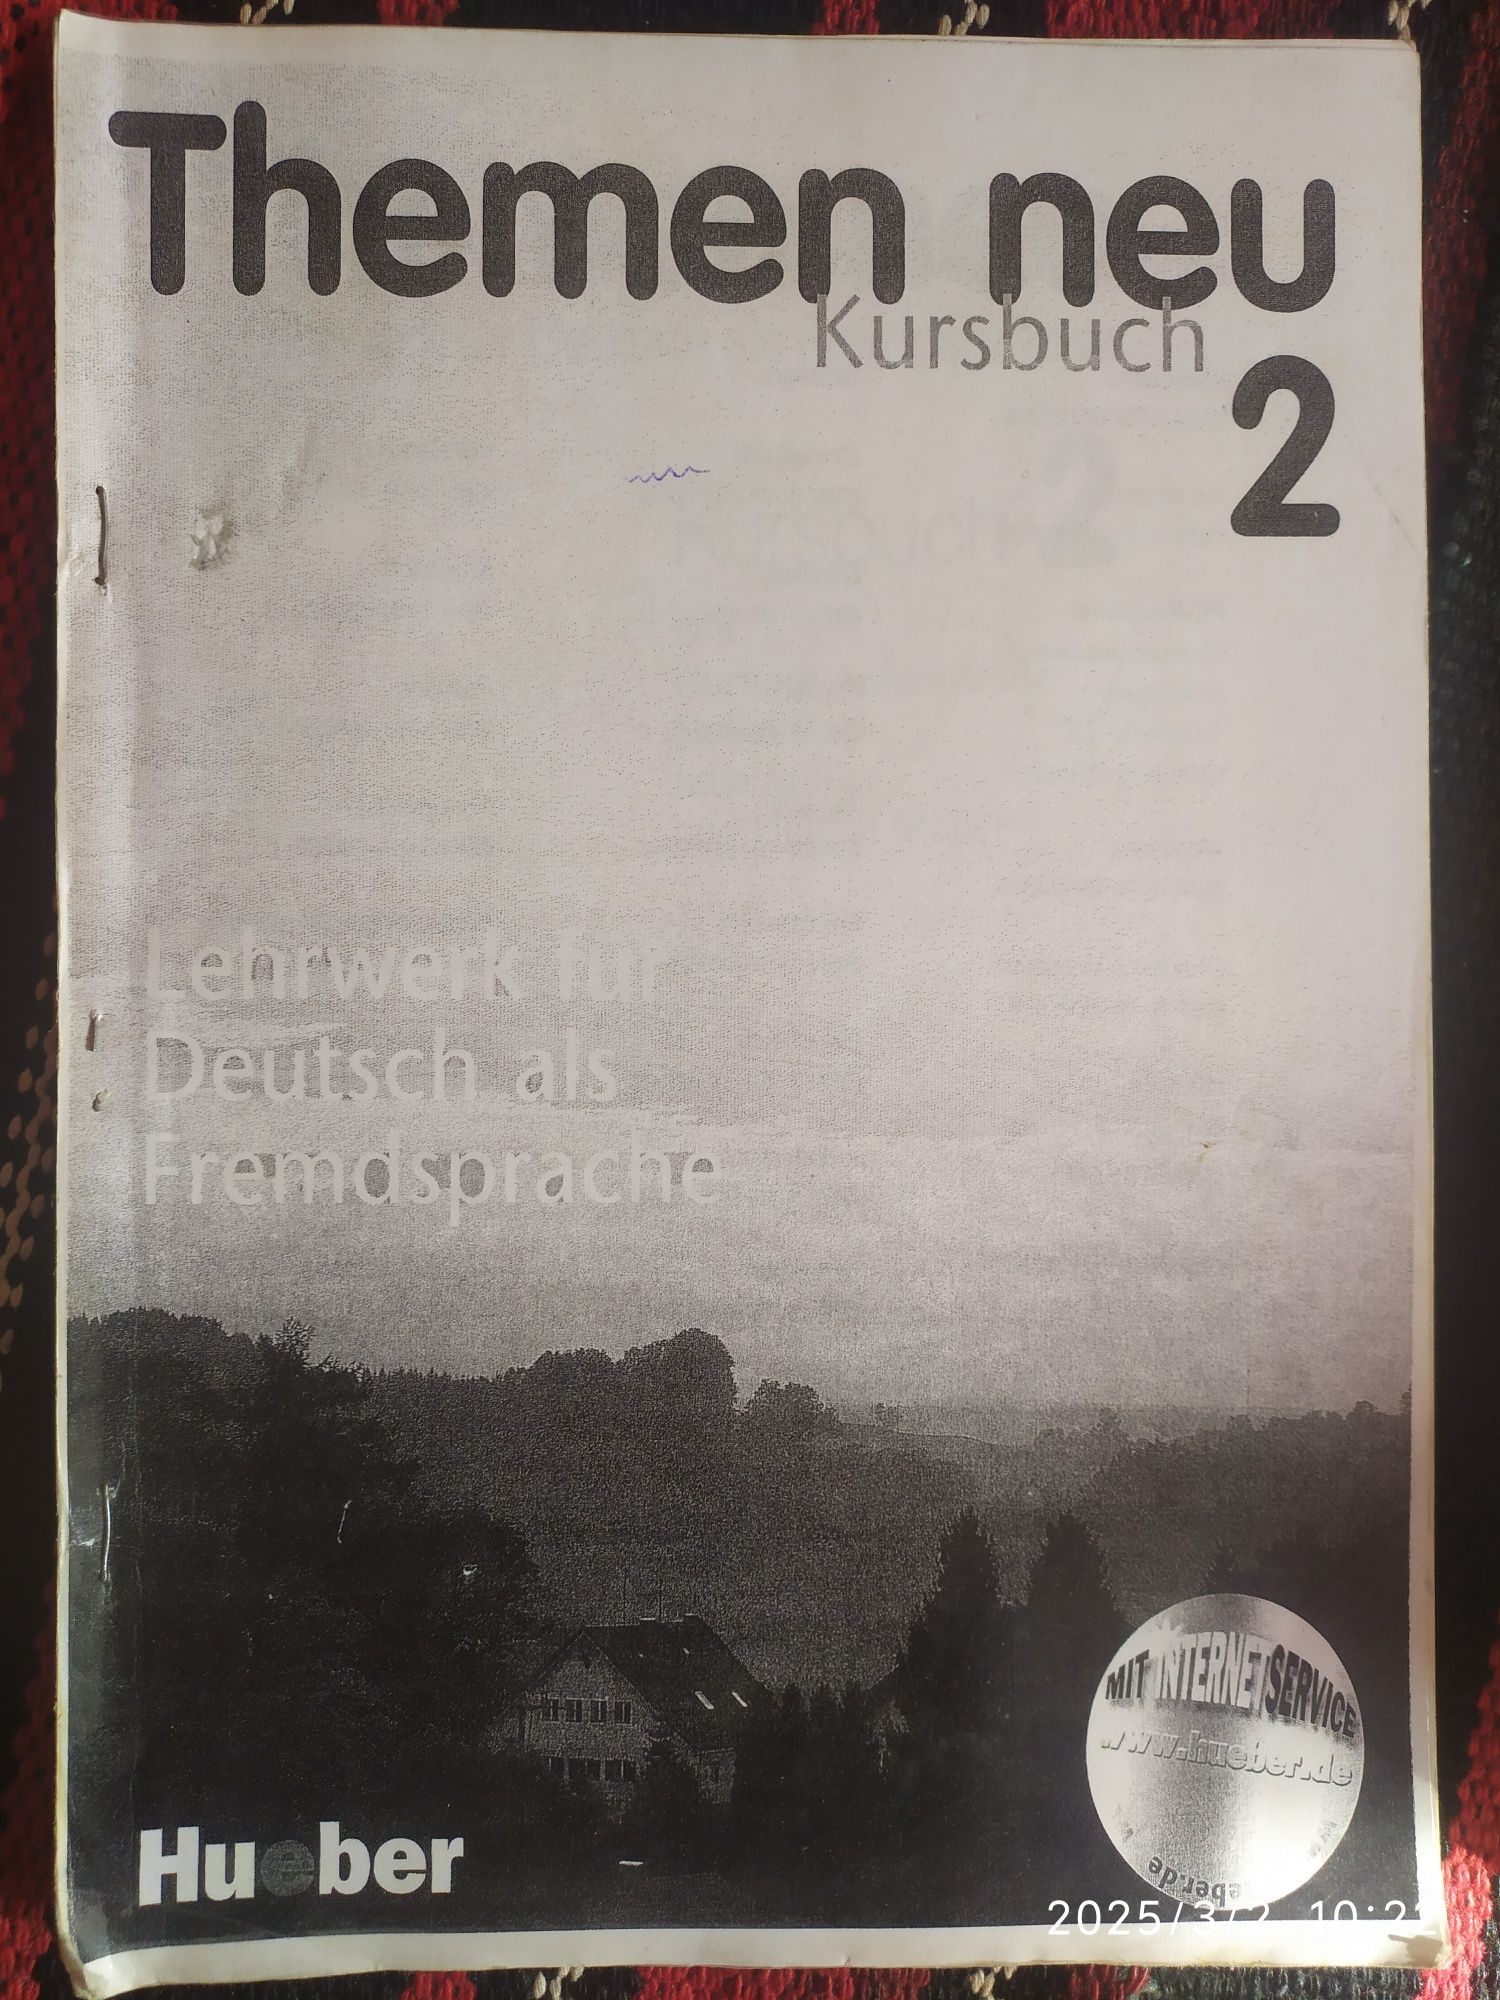 Themen neu
Kursbuch
2
Lehrwerk für
Deutsch als
Fremdsprache
MIT INTERNETSERVICE
www.hueber.de
Hueber
2025/3/2 10:22